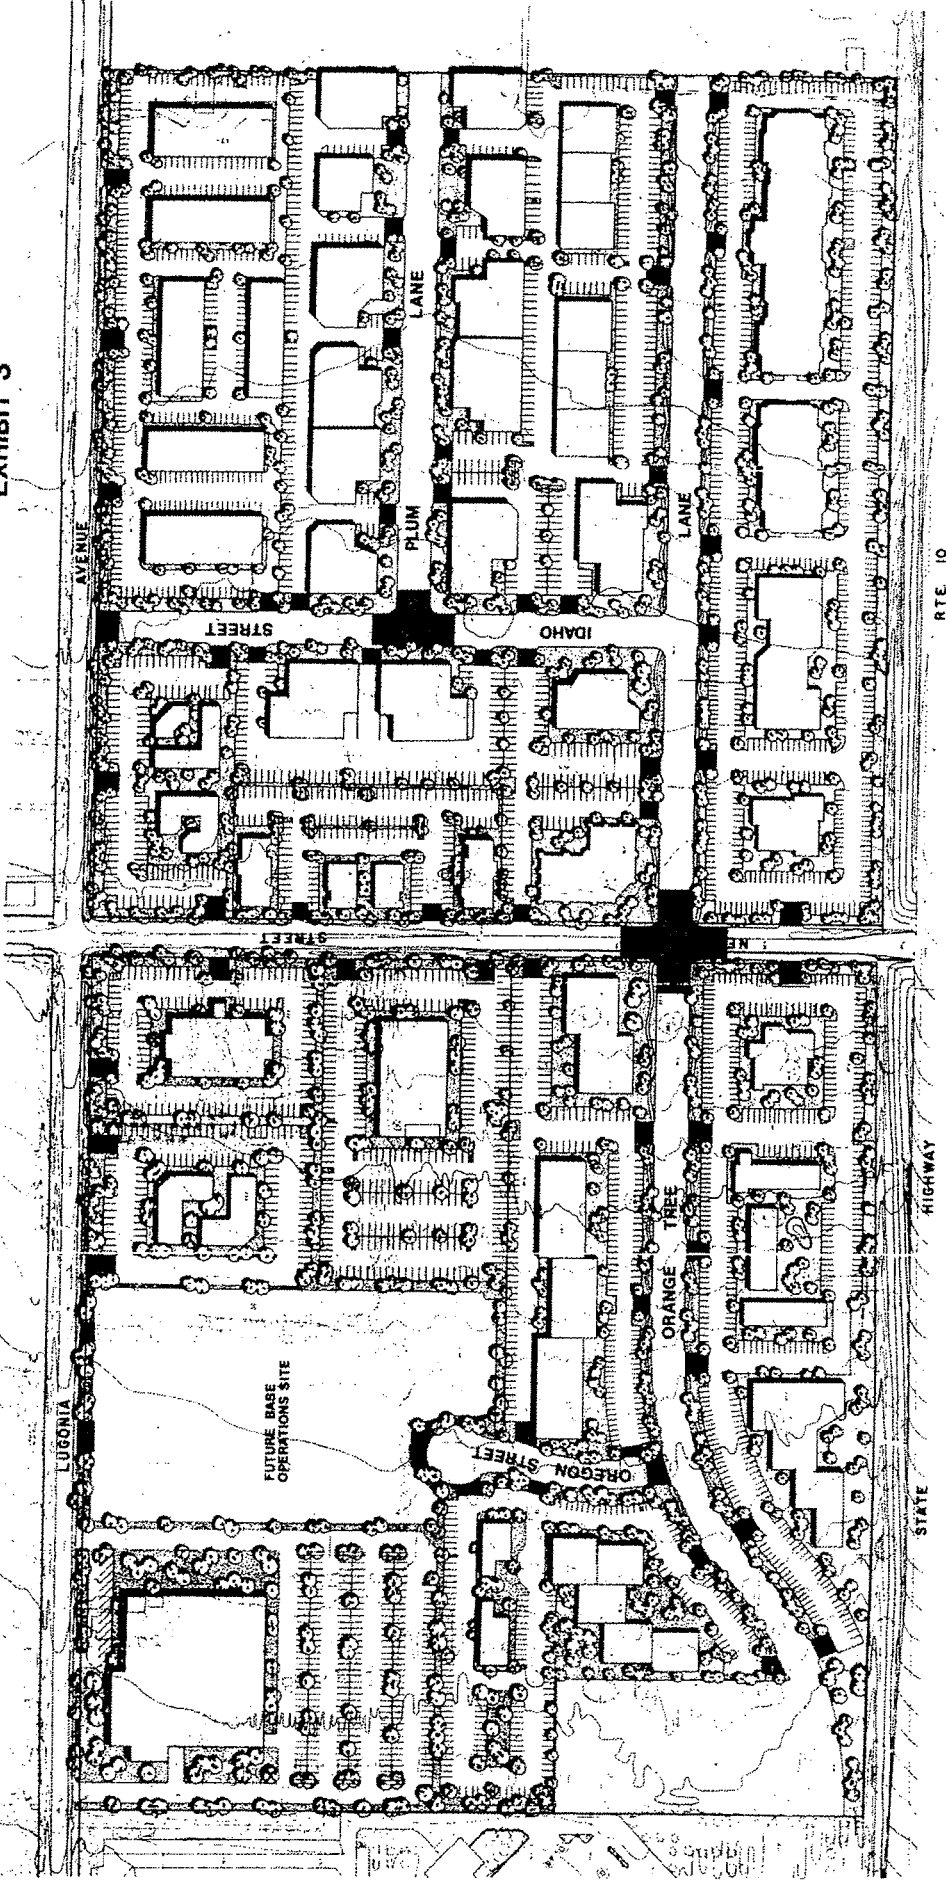 EXHIBIT 3
AVENUE
LANE
PLUM
LANE
RTE 10
STREET
IDAHO
STREET
NE
HIGHWAY
ORANGE TREE
FUTURE BASE
OPERATIONS SITE
LUGONIA
OREGON
STREET
STATE